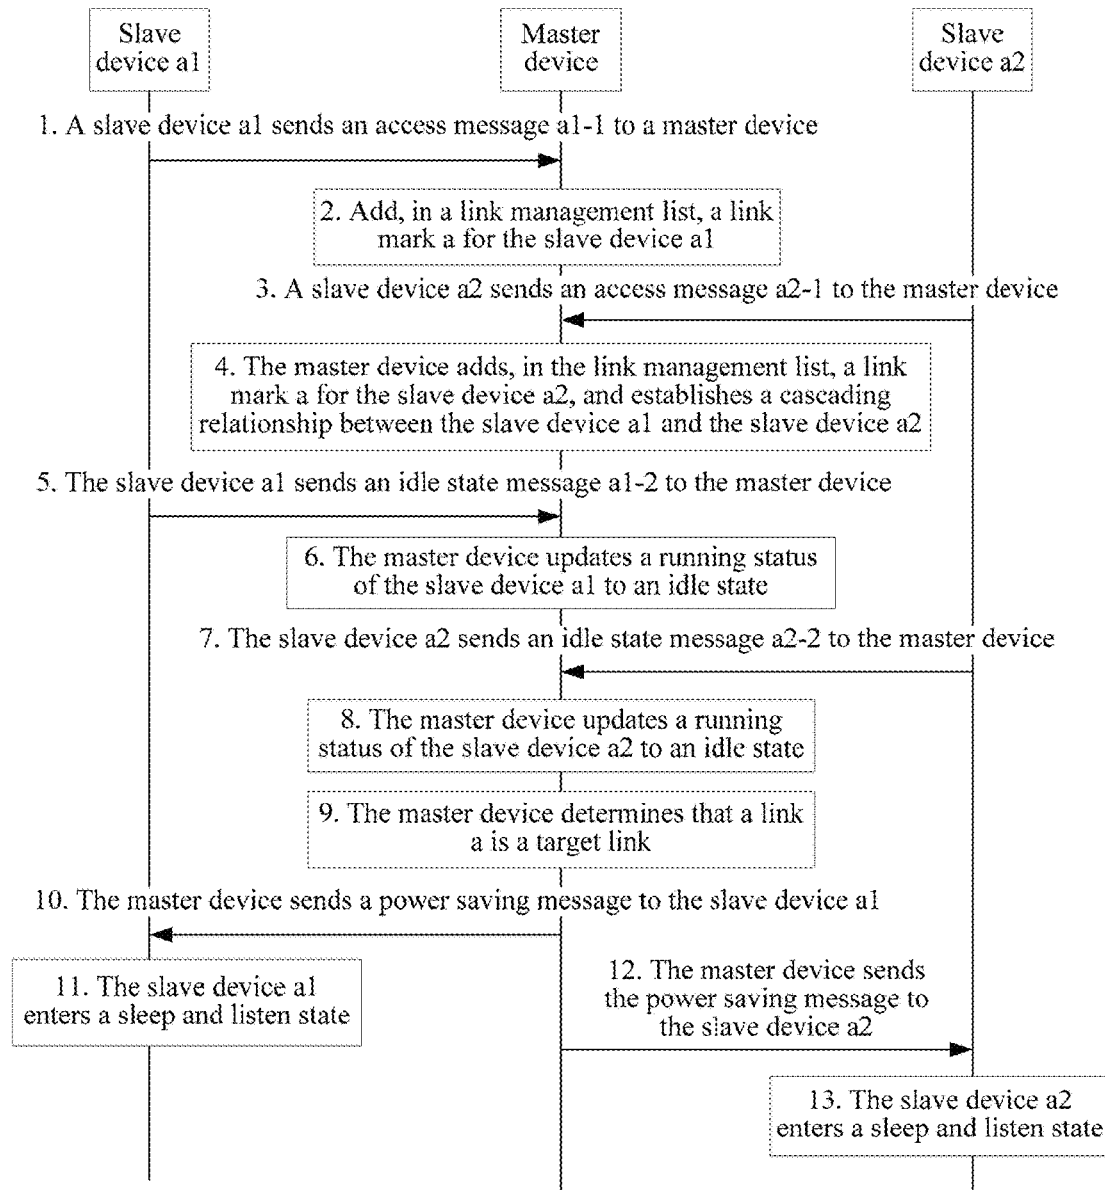 Slave
device a1
Master
device
Slave
device a2
1. A slave device a1 sends an access message a1-1 to a master device
2. Add, in a link management list, a link
mark a for the slave device a1
3. A slave device a2 sends an access message a2-1 to the master device
4. The master device adds, in the link management list, a link
mark a for the slave device a2, and establishes a cascading
relationship between the slave device a1 and the slave device a2
5. The slave device a1 sends an idle state message a1-2 to the master device
6. The master device updates a running status
of the slave device a1 to an idle state
7. The slave device a2 sends an idle state message a2-2 to the master device
8. The master device updates a running
status of the slave device a2 to an idle state
9. The master device determines that a link
a is a target link
10. The master device sends a power saving message to the slave device a1
11. The slave device a1
enters a sleep and listen state
12. The master device sends
the power saving message to
the slave device a2
13. The slave device a2
enters a sleep and listen state